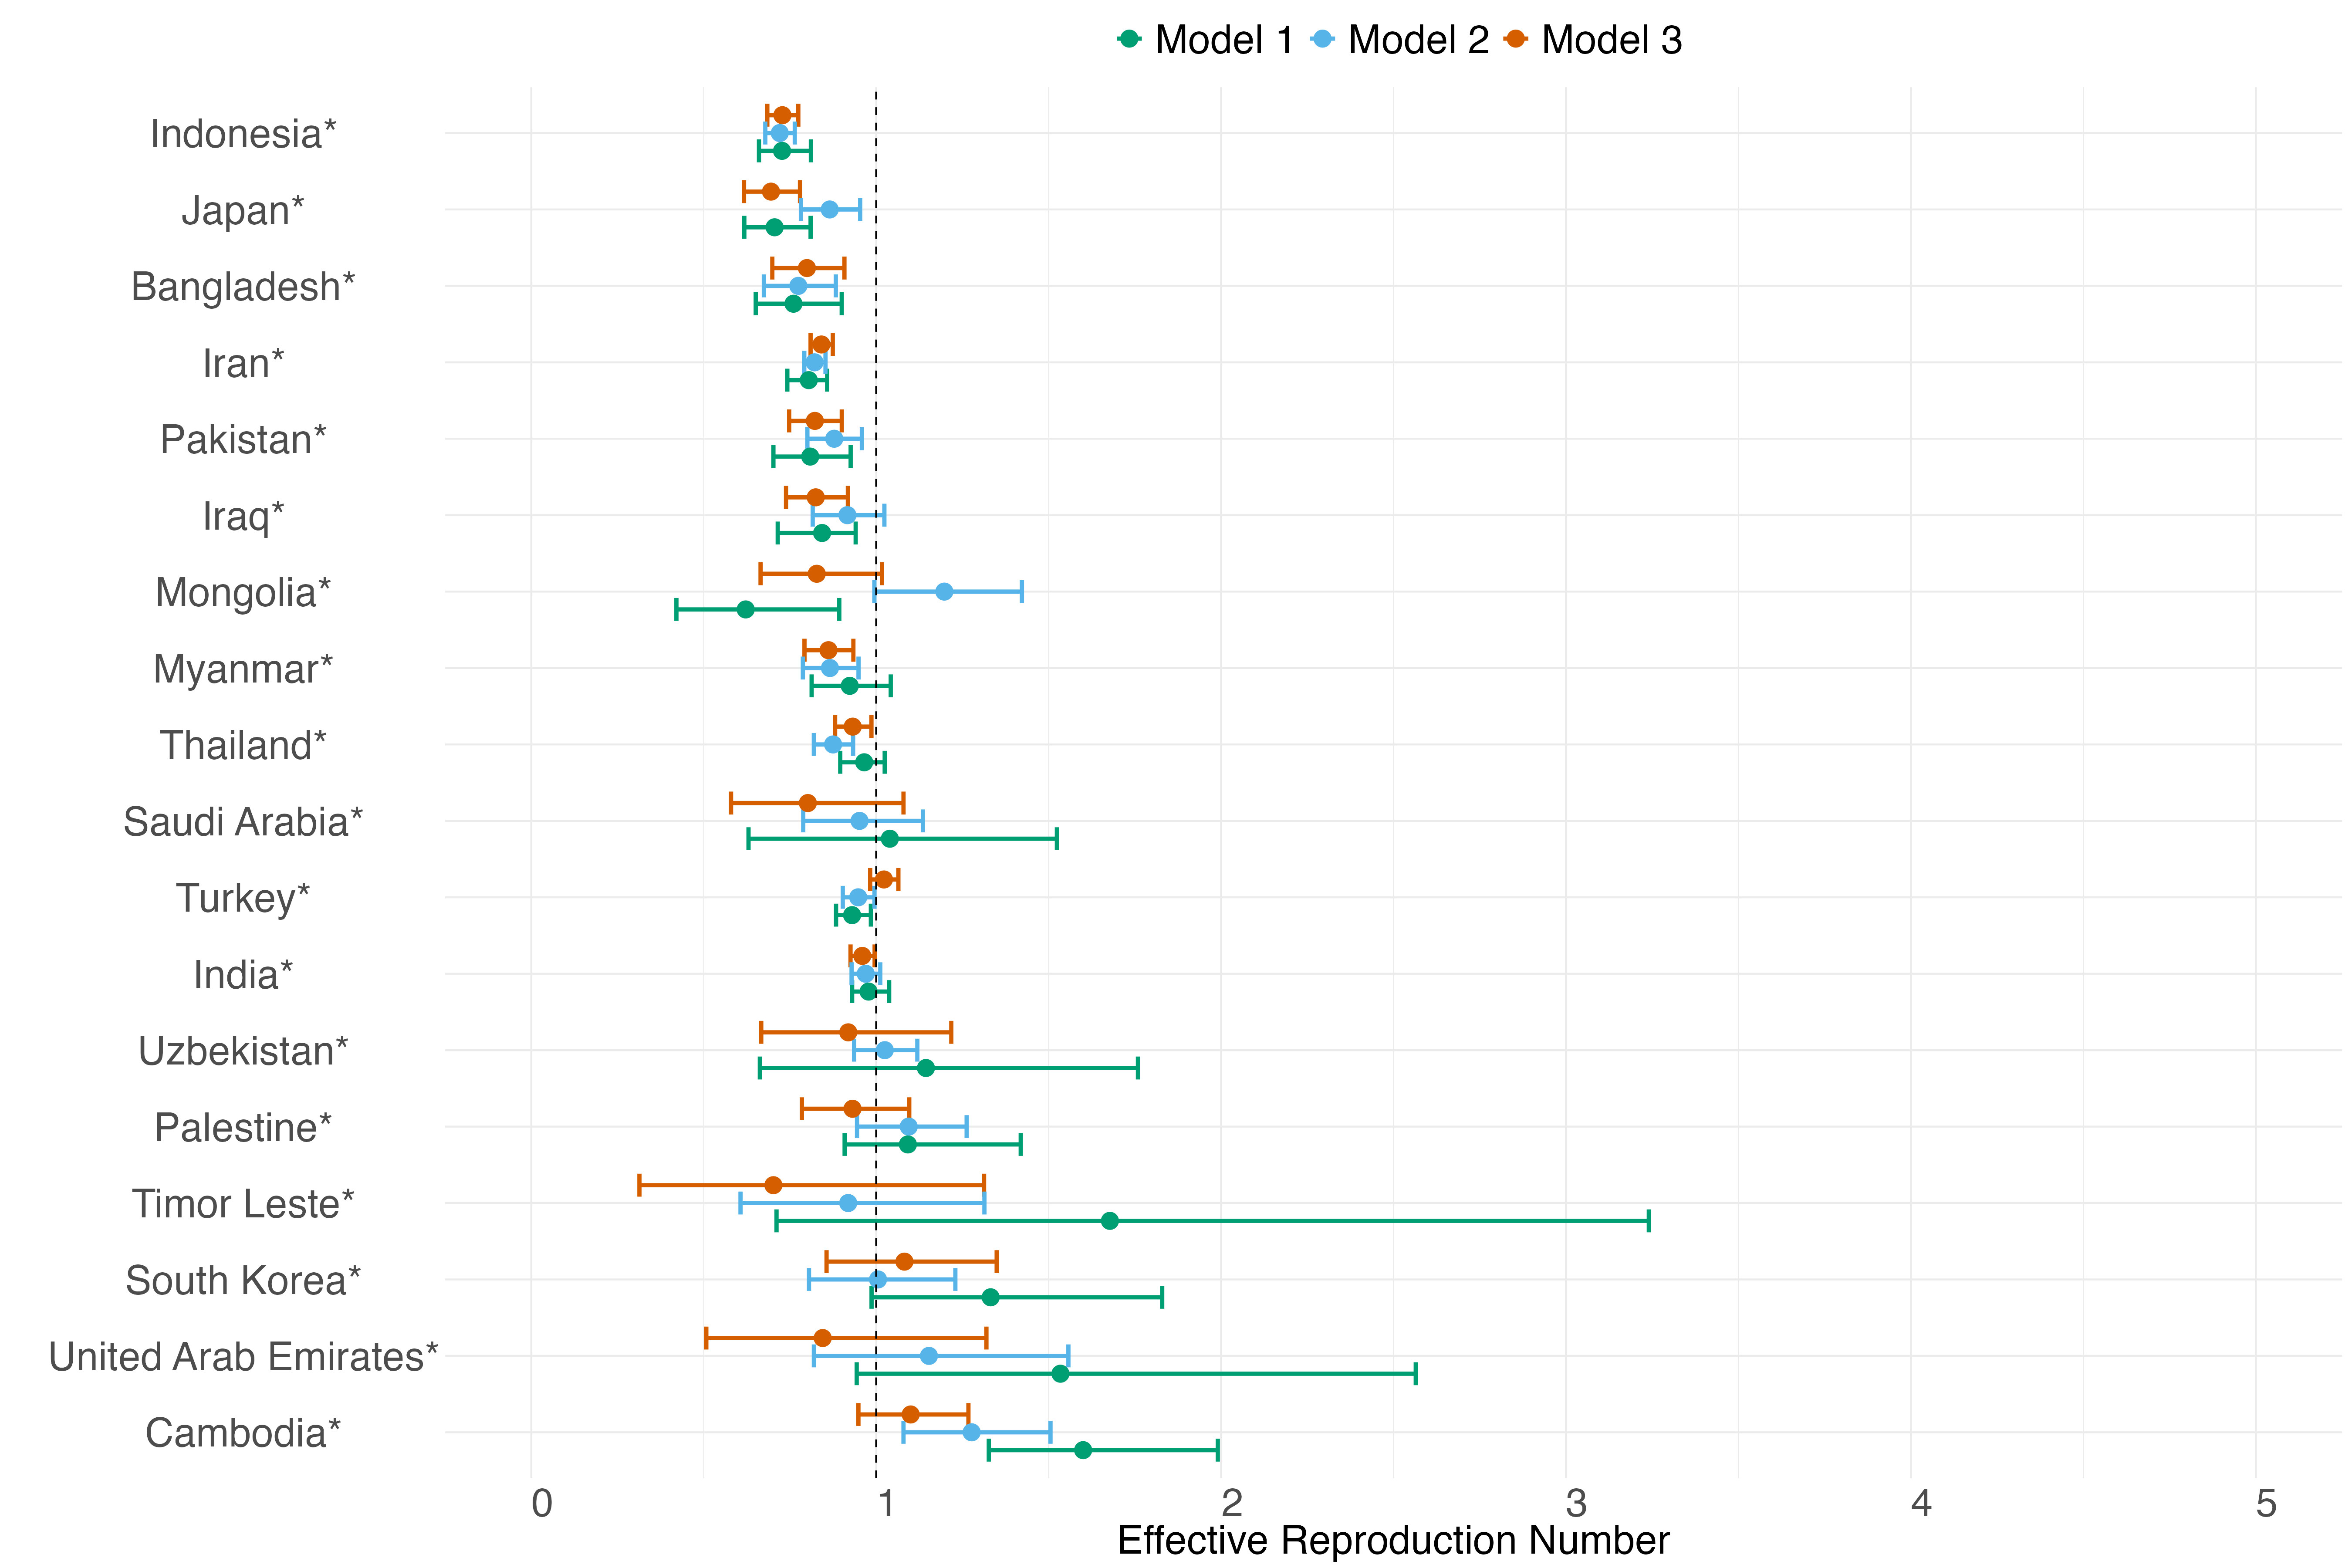 Model 1 Model 2 Model 3
Indonesia*
Japan*
Bangladesh*
Iran*
Pakistan*
Iraq*
Mongolia*
Myanmar*
Thailand*
Saudi Arabia*
Turkey*
India*
Uzbekistan*
Palestine*
Timor Leste*
South Korea*
United Arab Emirates*
Cambodia*
0 1 2 3 4 5
Effective Reproduction Number